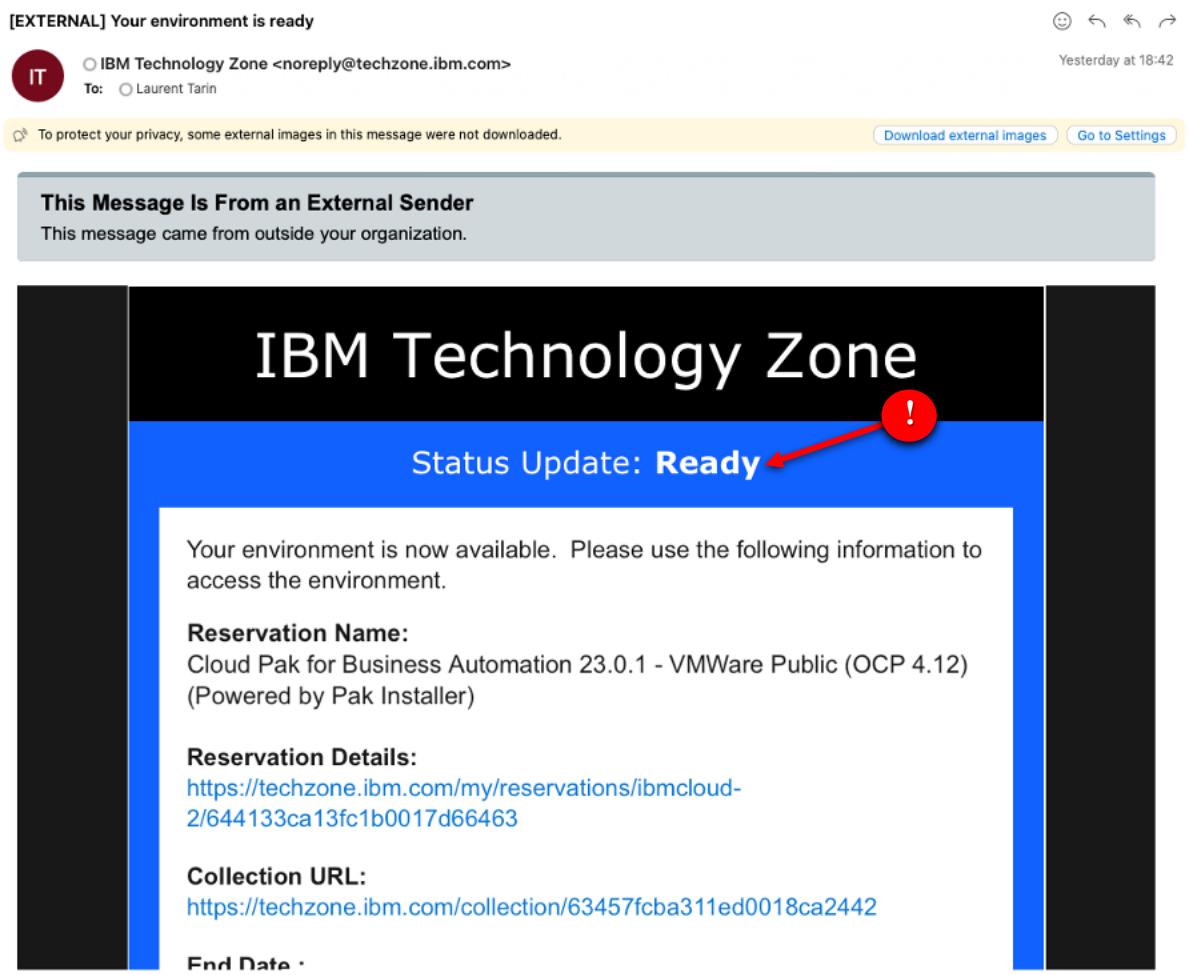 [EXTERNAL] Your environment is ready
IT
IBM Technology Zone <noreply@techzone.ibm.com>
Yesterday at 18:42
To: Laurent Tarin
To protect your privacy, some external images in this message were not downloaded.
Download external images
Go to Settings
This Message Is From an External Sender
This message came from outside your organization.
IBM Technology Zone
!
Status Update: Ready
Your environment is now available. Please use the following information to
access the environment.
Reservation Name:
Cloud Pak for Business Automation 23.0.1 - VMWare Public (OCP 4.12)
(Powered by Pak Installer)
Reservation Details:
https://techzone.ibm.com/my/reservations/ibmcloud-
2/644133ca13fc1b0017d66463
Collection URL:
https://techzone.ibm.com/collection/63457fcba311ed0018ca2442
End Date :